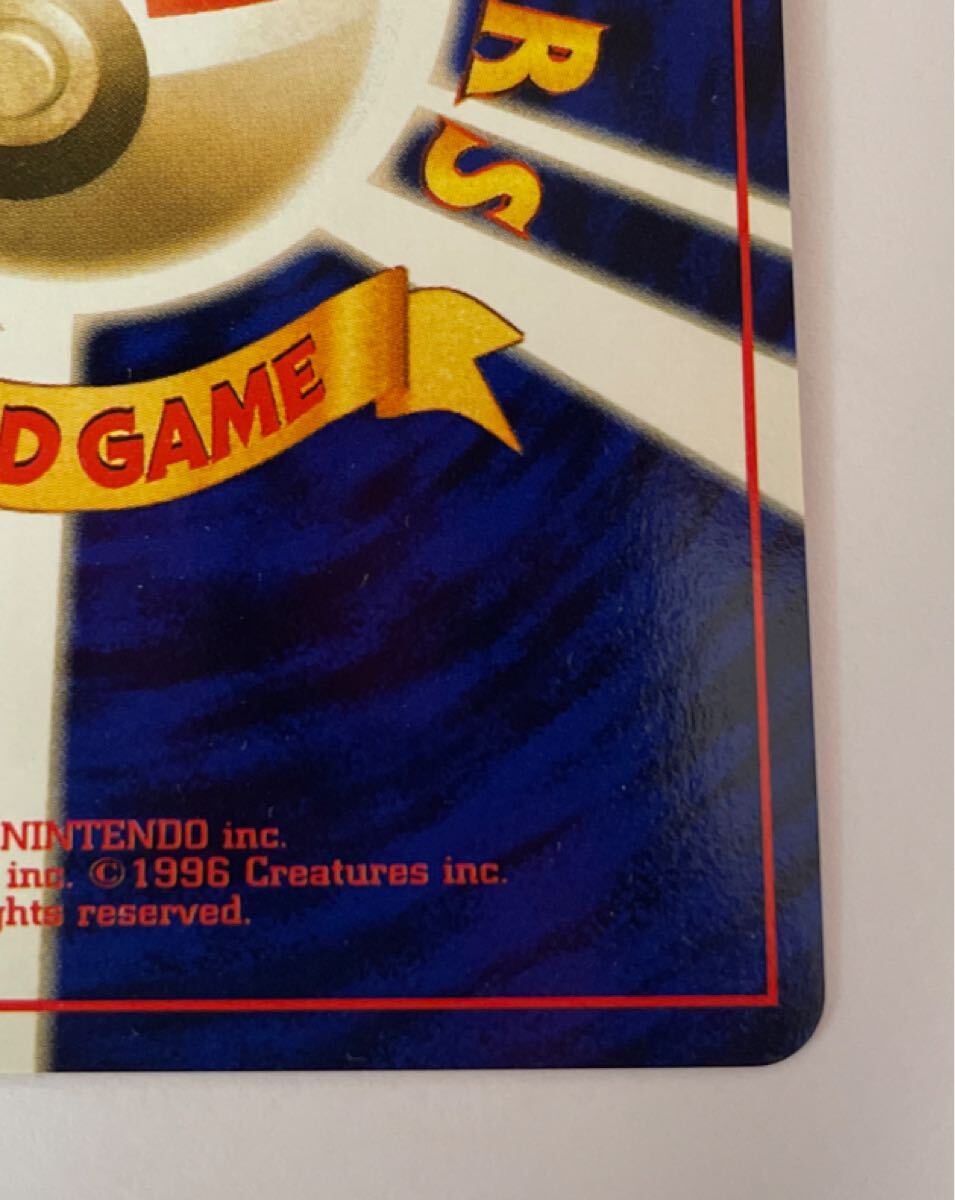 RS
D GAME
NINTENDO inc.
inc. ©1996 Creatures inc.
ghts reserved.